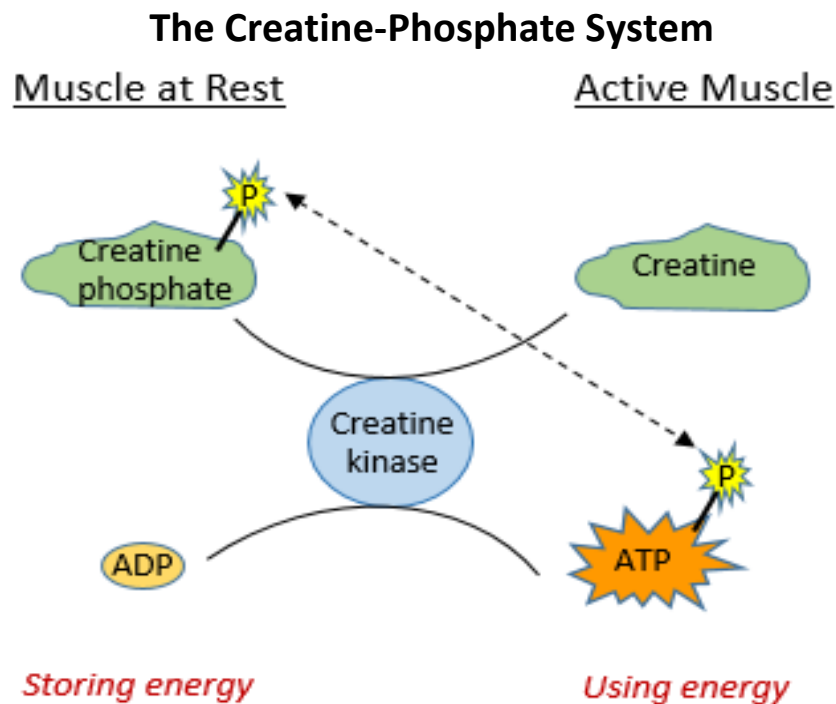 The Creatine-Phosphate System
Muscle at Rest
Active Muscle
P
Creatine
phosphate
Creatine
Creatine
kinase
P
ADP
ATP
Storing energy
Using energy